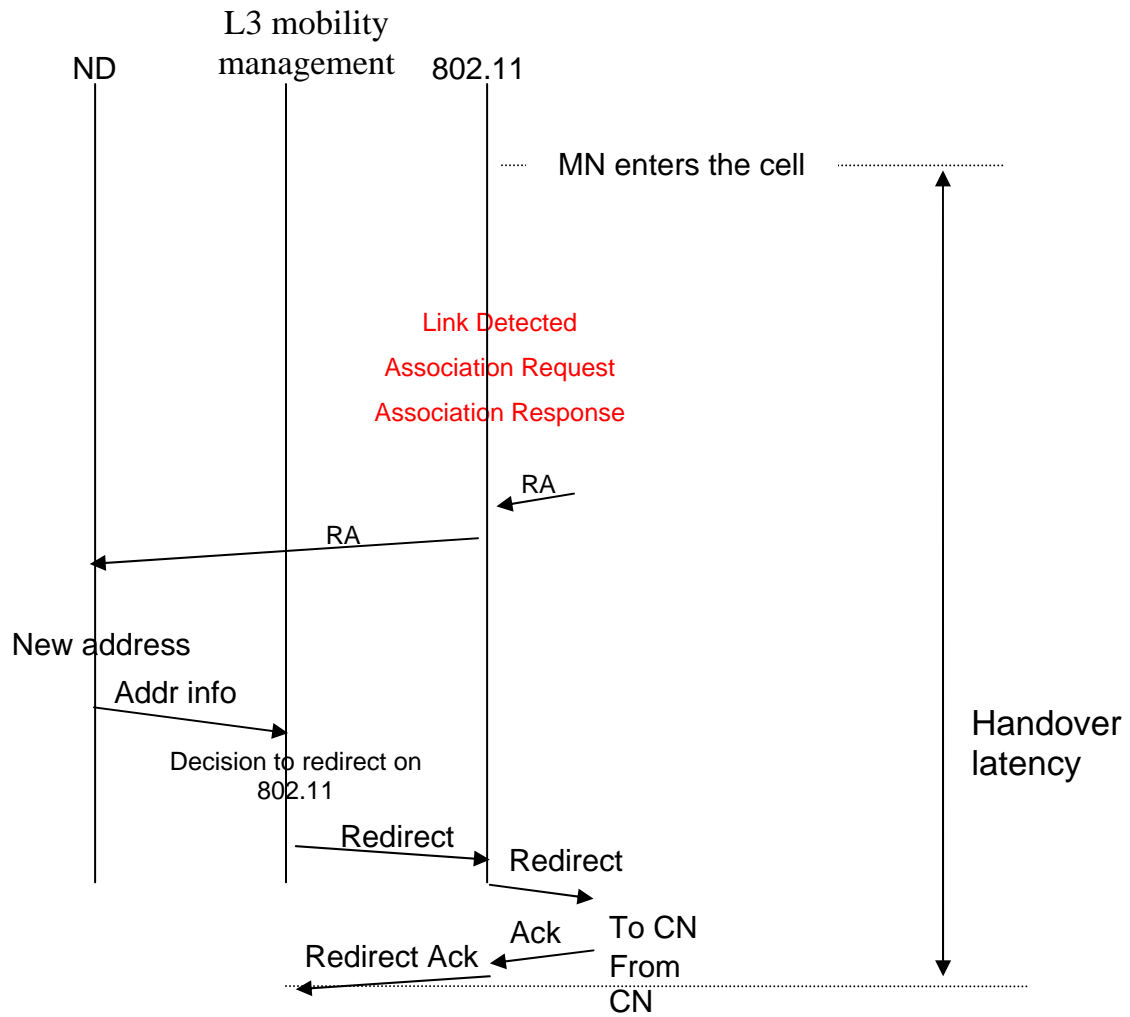 L3 mobility
management
ND
802.11
MN enters the cell
Link Detected
Association Request
Association Response
RA
RA
New address
Addr info
Handover
latency
Decision to redirect on
802.11
Redirect
Redirect
Ack
To CN
Redirect Ack
From
CN